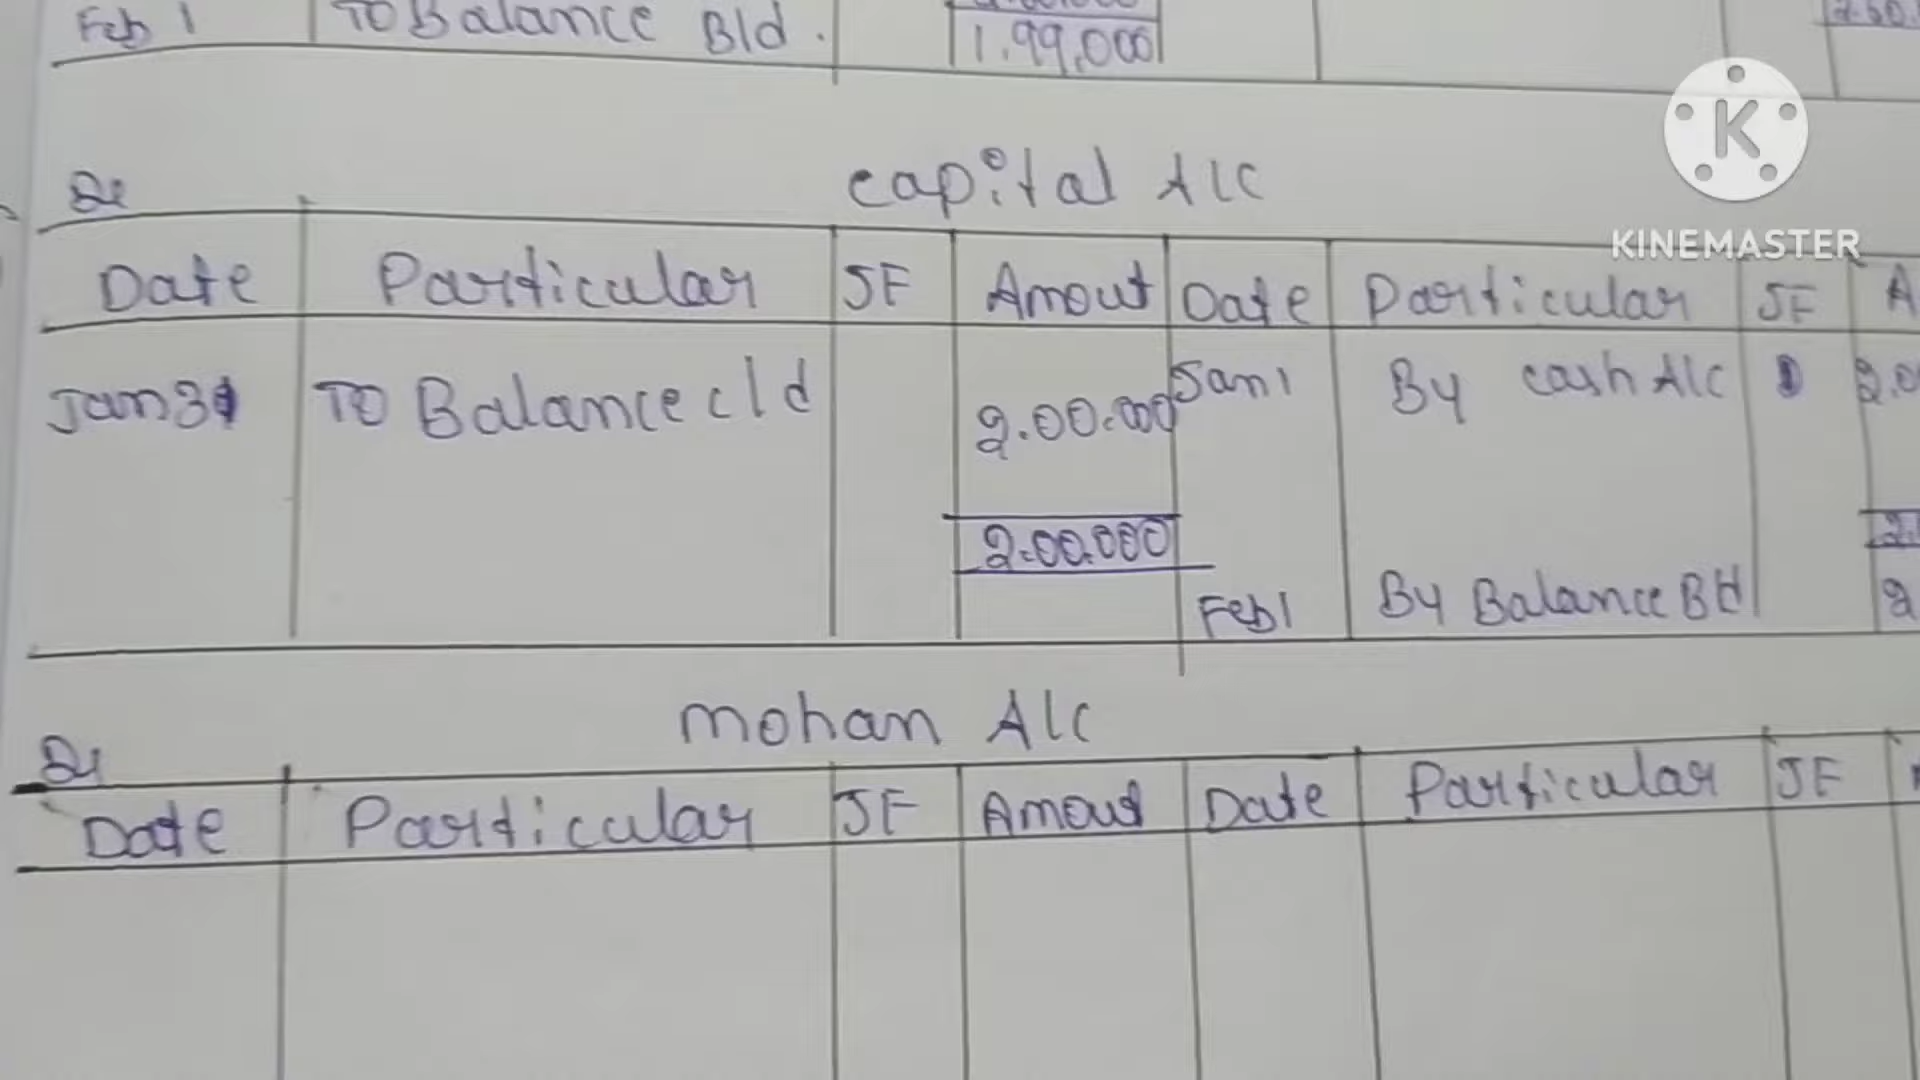 Feb 1 To Balance B/d. 1.99,000
Capital A/c
Dr
Date Particular JF Amout Date Particular JF A
Jan 31 To Balance c/d 2.00.000 Jan 1 By cash A/c
2.00.000
Feb 1 By Balance B/d 2
mohan A/c
Dr
Date Particular JF Amout Date Particular JF
K
KINEMASTER